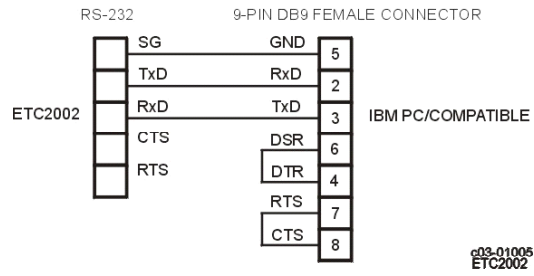 RS-232 9-PIN DB9 FEMALE CONNECTOR
SG GND 5
TxD RxD 2
RxD TxD 3
ETC2002 IBM PC/COMPATIBLE
CTS DSR 6
RTS DTR 4
RTS 7
CTS 8
c03-01005
ETC2002